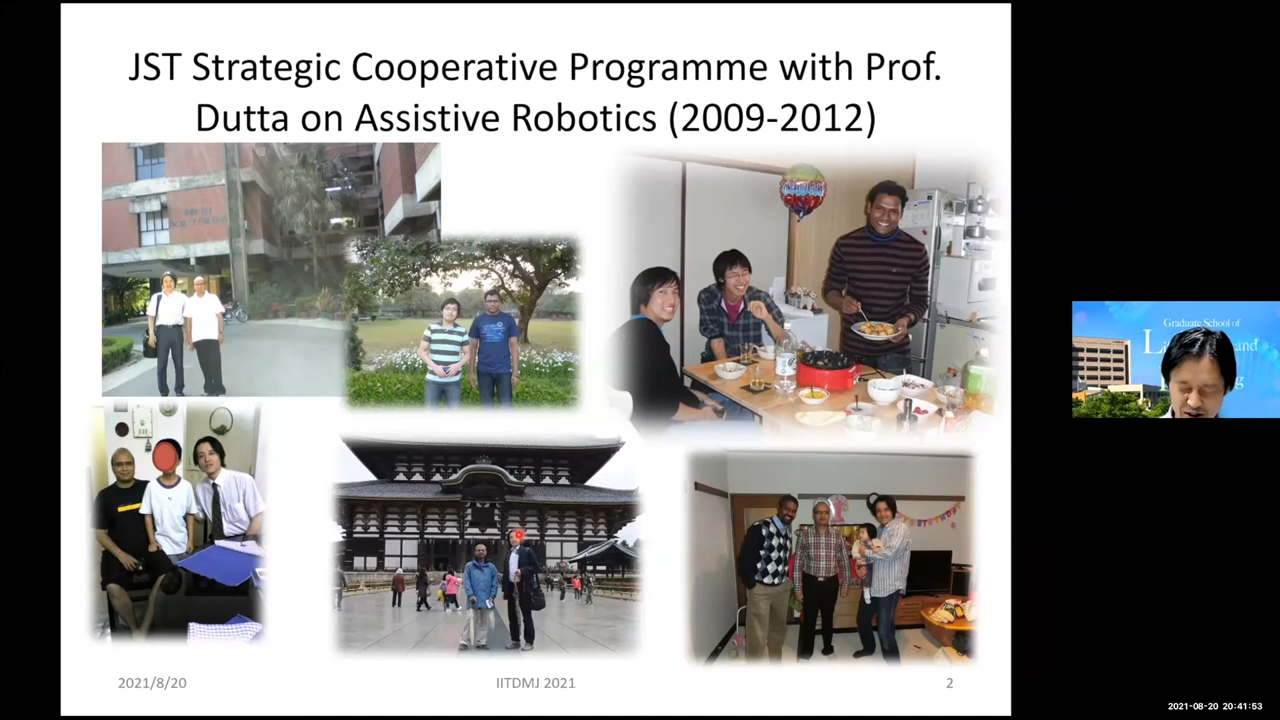 JST Strategic Cooperative Programme with Prof.
Dutta on Assistive Robotics (2009-2012)
Graduate School of
2021/8/20
IITDMJ 2021
2
2021-08-20 20:41:53